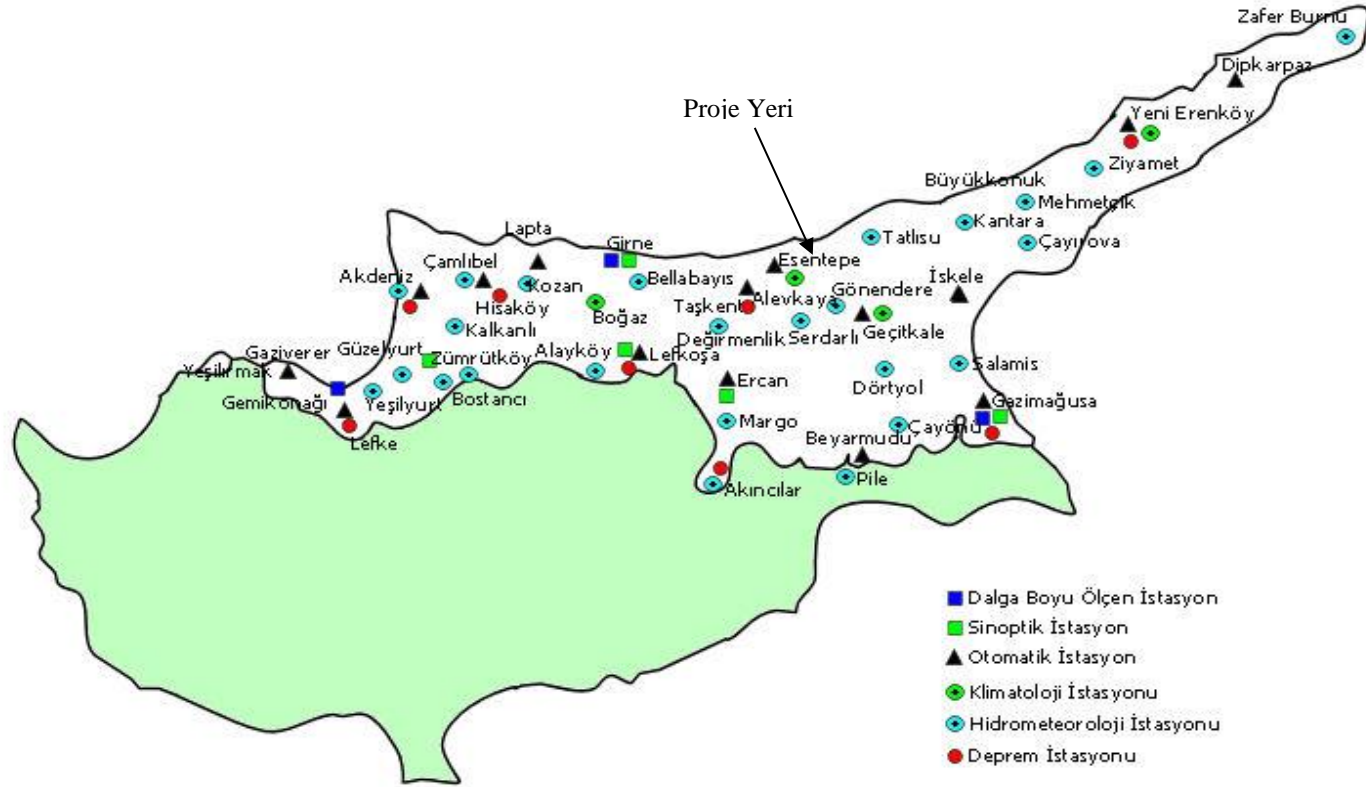 Zafer Burnu
Dipkarpaz
Proje Yeri
Yeni Erenköy
Ziyamet
Büyükkonuk
Mehmetçik
Kantara
Lapta
Girne
Tatlısu
Çayırova
Akdeniz
Çamlıbel
Esentepe
İskele
Kozan
Bellabayıs
Hisaköy
Taşkent
Alevkaya
Gönendere
Boğaz
Kalkanlı
Değirmenlik
Serdarlı
Geçitkale
Gaziverer
Güzelyurt
Zümrütköy
Alayköy
Lefkoşa
Yeşilırmak
Salamis
Ercan
Dörtyol
Gemikonağı
Yeşilyurt
Bostancı
Gazimağusa
Margo
Çayönü
Lefke
Beyarmudu
Akıncılar
Pile
Dalga Boyu Ölçen İstasyon
Sinoptik İstasyon
Otomatik İstasyon
Klimatoloji İstasyonu
Hidrometeoroloji İstasyonu
Deprem İstasyonu